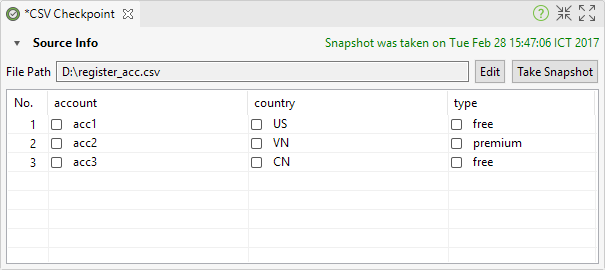 *CSV Checkpoint
Source Info Snapshot was taken on Tue Feb 28 15:47:06 ICT 2017
File Path D:\register_acc.csv Edit Take Snapshot
No. account country type
1 acc1 US free
2 acc2 VN premium
3 acc3 CN free